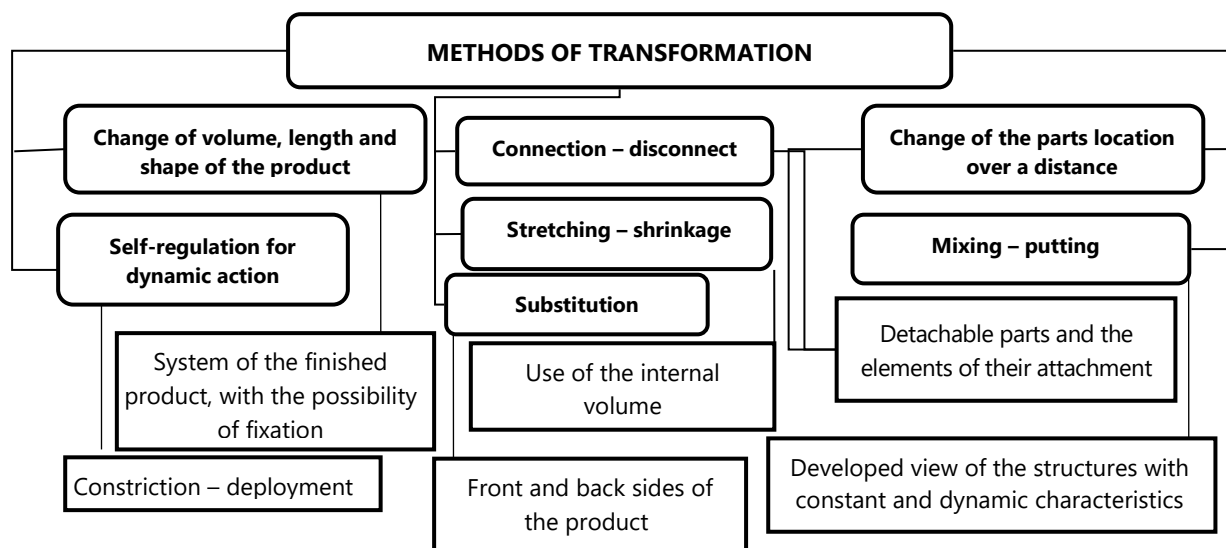 METHODS OF TRANSFORMATION
Change of volume, length and
shape of the product
Connection – disconnect
Change of the parts location
over a distance
Self-regulation for
dynamic action
Stretching – shrinkage
Mixing – putting
Substitution
System of the finished
product, with the possibility
of fixation
Use of the internal
volume
Detachable parts and the
elements of their attachment
Constriction – deployment
Front and back sides of
the product
Developed view of the structures with
constant and dynamic characteristics